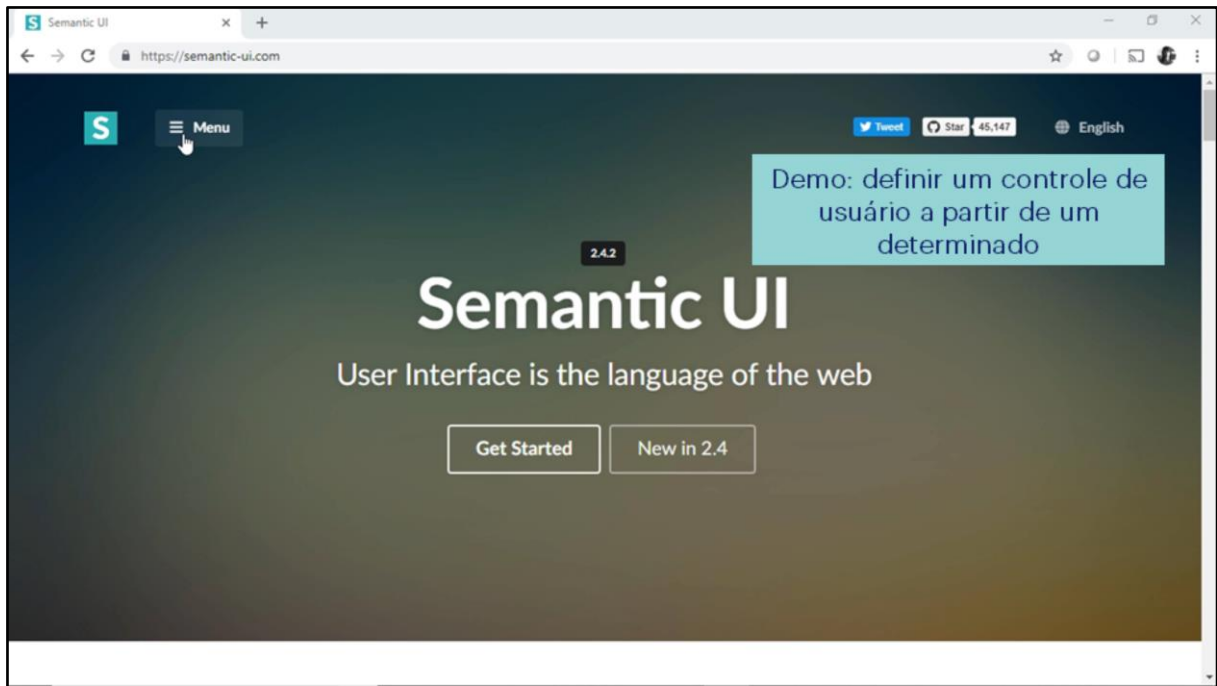 S Semantic UI
https://semantic-ui.com
S
Menu
Tweet
Star 45,147
English
Demo: definir um controle de
usuário a partir de um
determinado
2.4.2
Semantic UI
User Interface is the language of the web
Get Started
New in 2.4